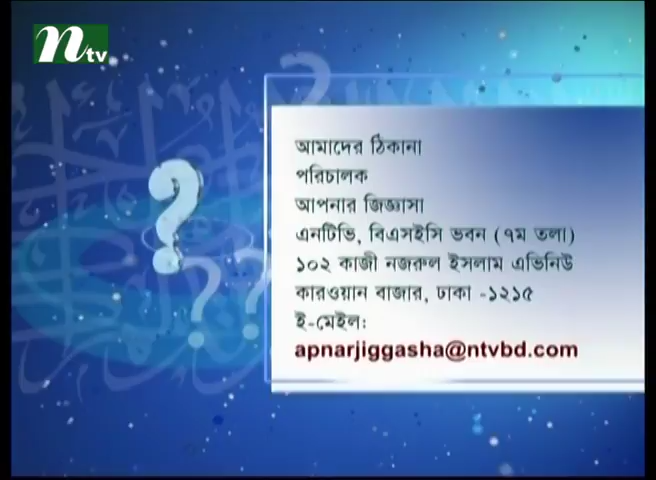 ntv
আমাদের ঠিকানা
পরিচালক
আপনার জিজ্ঞাসা
এনটিভি, বিএসইসি ভবন (৭ম তলা)
১০২ কাজী নজরুল ইসলাম এভিনিউ
কারওয়ান বাজার, ঢাকা -১২১৫
ই-মেইল:
apnarjiggasha@ntvbd.com